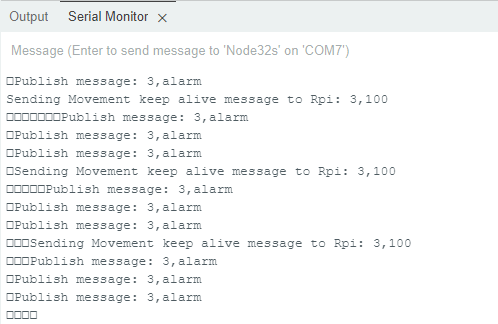 Output Serial Monitor ×
Message (Enter to send message to 'Node32s' on 'COM7')
□Publish message: 3,alarm
Sending Movement keep alive message to Rpi: 3,100
□□□□□□□Publish message: 3,alarm
□Publish message: 3,alarm
□Publish message: 3,alarm
□Sending Movement keep alive message to Rpi: 3,100
□□□□□Publish message: 3,alarm
□Publish message: 3,alarm
□Publish message: 3,alarm
□□□Sending Movement keep alive message to Rpi: 3,100
□□□Publish message: 3,alarm
□Publish message: 3,alarm
□Publish message: 3,alarm
□□□□